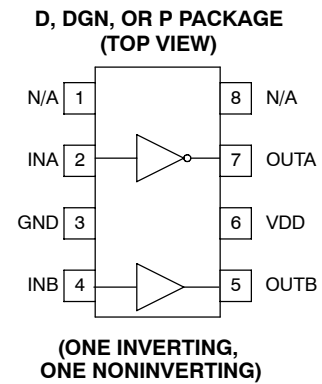 D, DGN, OR P PACKAGE
(TOP VIEW)
N/A 1 8 N/A
INA 2 7 OUTA
GND 3 6 VDD
INB 4 5 OUTB
(ONE INVERTING,
ONE NONINVERTING)